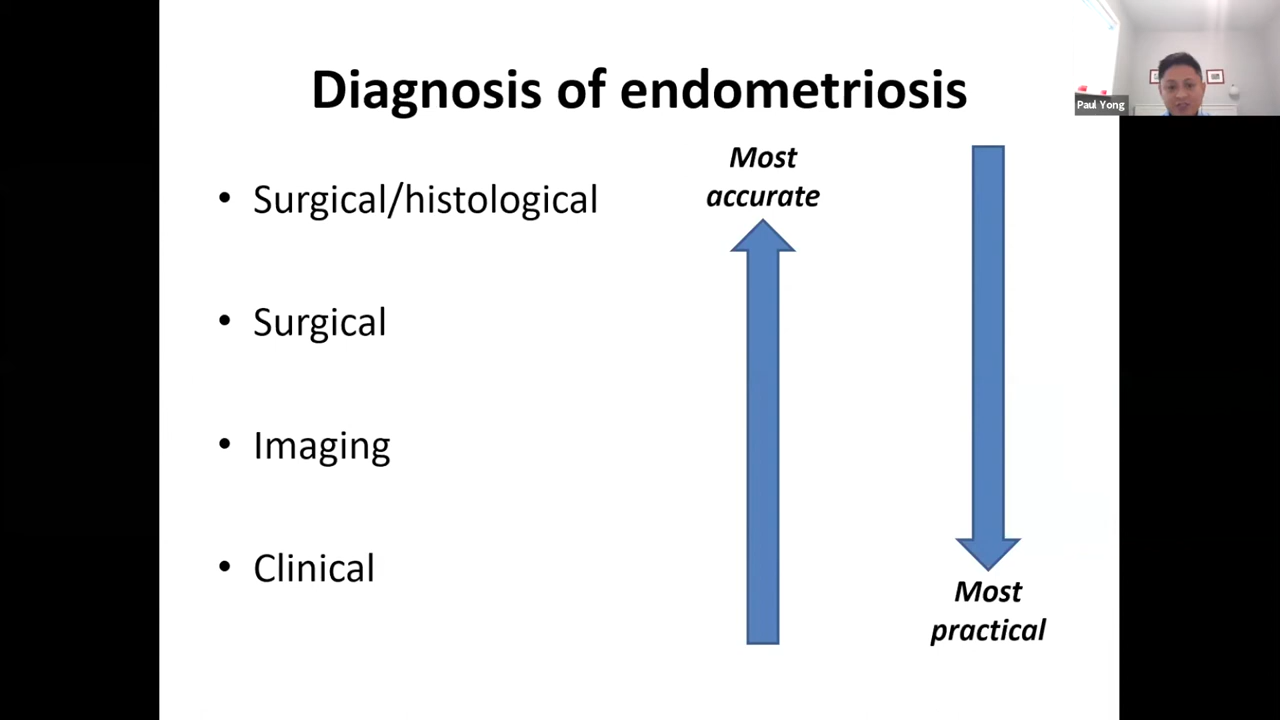 Diagnosis of endometriosis
Paul Yong
• Surgical/histological
• Surgical
• Imaging
• Clinical
Most
accurate
Most
practical